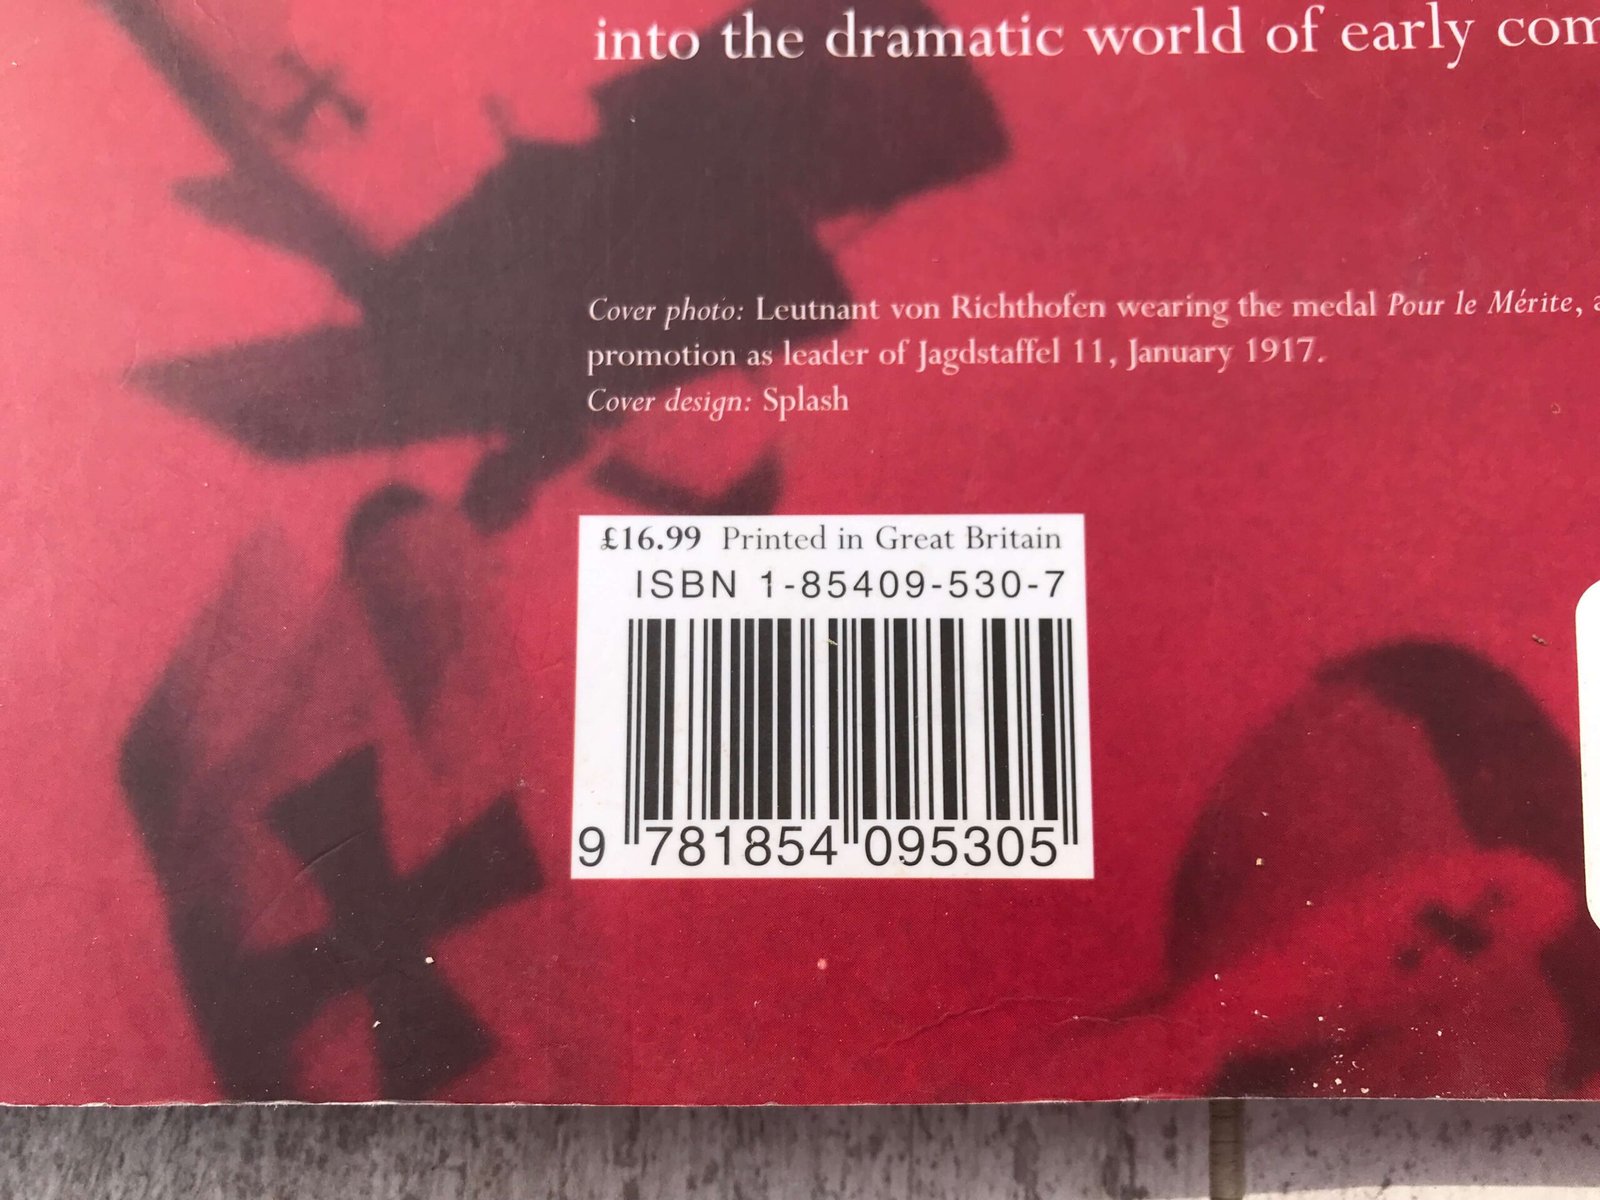 into the dramatic world of early com
Cover photo: Leutnant von Richthofen wearing the medal Pour le Mérite,
promotion as leader of Jagdstaffel 11, January 1917.
Cover design: Splash
£16.99 Printed in Great Britain
ISBN 1-85409-530-7
9 781854 095305